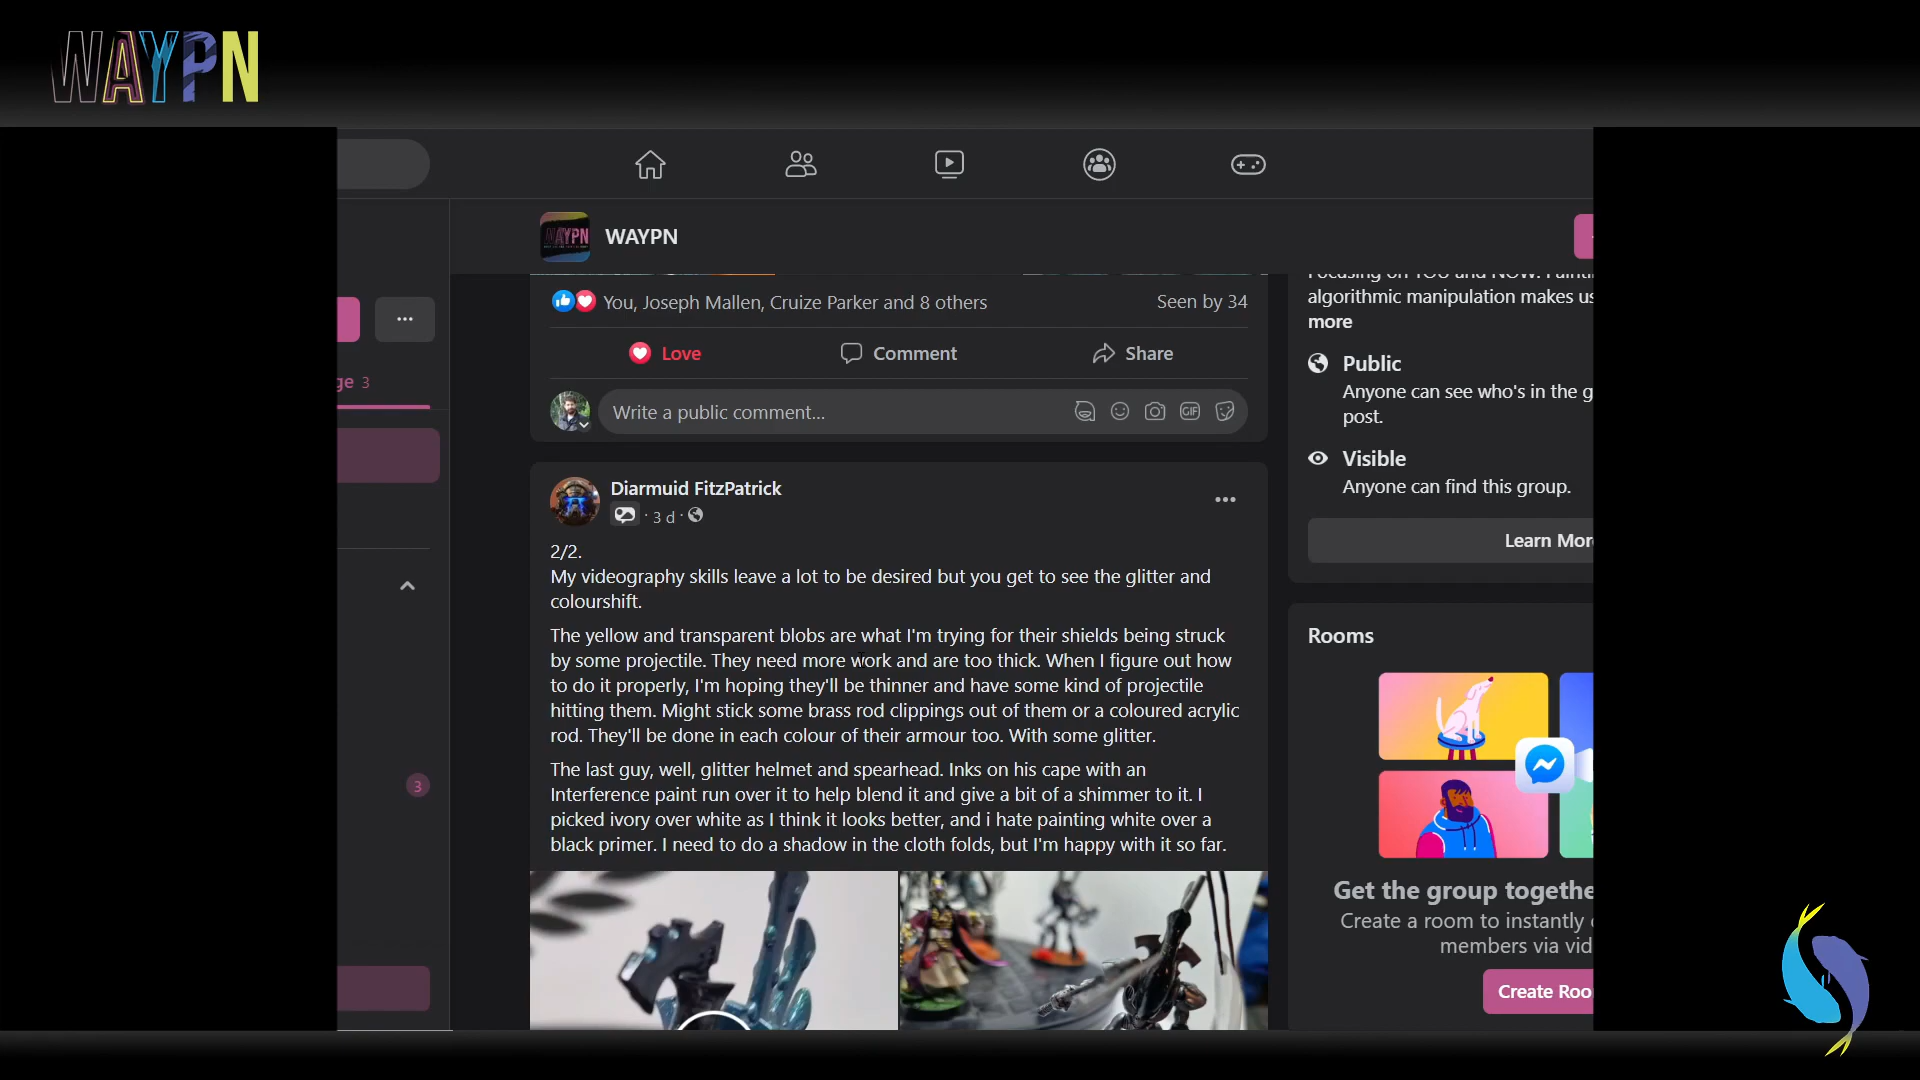 WAYPN
WAYPN
WAYPN
You, Joseph Mallen, Cruize Parker and 8 others
Seen by 34
Love
Comment
Share
Write a public comment...
GIF
Diarmuid FitzPatrick
· 3 d ·
2/2.
My videography skills leave a lot to be desired but you get to see the glitter and
colourshift.
The yellow and transparent blobs are what I'm trying for their shields being struck
by some projectile. They need more work and are too thick. When I figure out how
to do it properly, I'm hoping they'll be thinner and have some kind of projectile
hitting them. Might stick some brass rod clippings out of them or a coloured acrylic
rod. They'll be done in each colour of their armour too. With some glitter.
The last guy, well, glitter helmet and spearhead. Inks on his cape with an
Interference paint run over it to help blend it and give a bit of a shimmer to it. I
picked ivory over white as I think it looks better, and i hate painting white over a
black primer. I need to do a shadow in the cloth folds, but I'm happy with it so far.
ge 3
3
Focusing on YOU and NOW.
algorithmic manipulation makes us
more
Public
Anyone can see who's in the g
post.
Visible
Anyone can find this group.
Learn Mor
Rooms
Get the group togethe
Create a room to instantly
members via vid
Create Roo